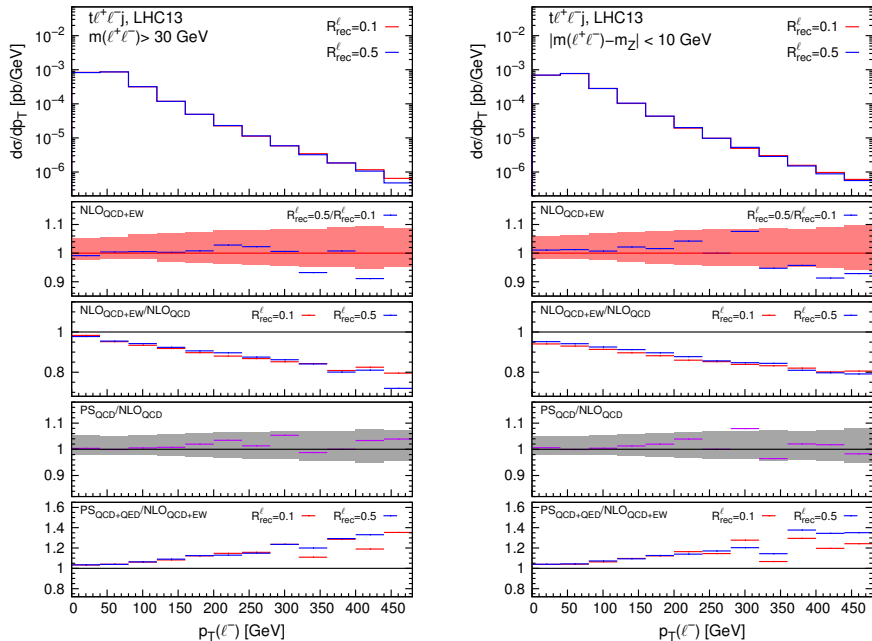 tℓ⁺ℓ⁻j, LHC13
m(ℓ⁺ℓ⁻)> 30 GeV
R^ℓ_rec=0.1
R^ℓ_rec=0.5
dσ/dp_T [pb/GeV]
10⁻²
10⁻³
10⁻⁴
10⁻⁵
10⁻⁶
NLO_QCD+EW
R^ℓ_rec=0.5/R^ℓ_rec=0.1
1.1
1
0.9
NLO_QCD+EW/NLO_QCD
R^ℓ_rec=0.1 R^ℓ_rec=0.5
1
0.8
PS_QCD/NLO_QCD
1.1
1
0.9
PS_QCD+QED/NLO_QCD+EW
R^ℓ_rec=0.1 R^ℓ_rec=0.5
1.6
1.4
1.2
1
0.8
0 50 100 150 200 250 300 350 400 450
p_T(ℓ⁻) [GeV]
tℓ⁺ℓ⁻j, LHC13
|m(ℓ⁺ℓ⁻)−m_Z| < 10 GeV
R^ℓ_rec=0.1
R^ℓ_rec=0.5
dσ/dp_T [pb/GeV]
10⁻²
10⁻³
10⁻⁴
10⁻⁵
10⁻⁶
NLO_QCD+EW
R^ℓ_rec=0.5/R^ℓ_rec=0.1
1.1
1
0.9
NLO_QCD+EW/NLO_QCD
R^ℓ_rec=0.1 R^ℓ_rec=0.5
1
0.8
PS_QCD/NLO_QCD
1.1
1
0.9
PS_QCD+QED/NLO_QCD+EW
R^ℓ_rec=0.1 R^ℓ_rec=0.5
1.6
1.4
1.2
1
0.8
0 50 100 150 200 250 300 350 400 450
p_T(ℓ⁻) [GeV]